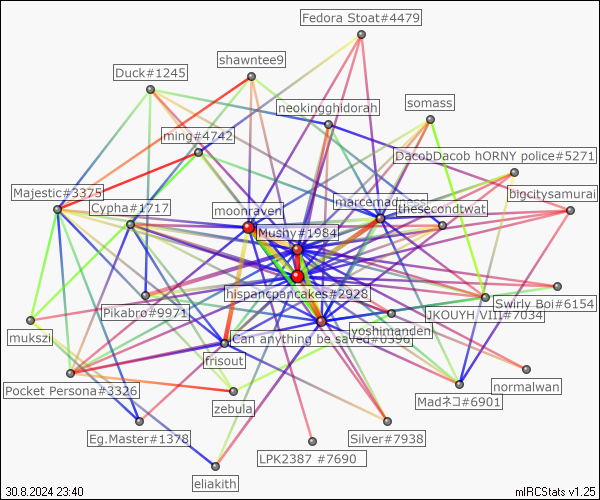 Fedora Stoat#4479
shawntee9
Duck#1245
neokingghidorah
somass
ming#4742
DacobDacob hORNY police#5271
Majestic#3375
bigcitysamurai
Cypha#1717
moonraven
marcemadness
thesecondtwat
Mushy#1984
hispancpancakes#2928
Pikabro#9971
Swirly Boi#6154
JKOUYH VIII#7034
yoshimanden
mukszi
Can anything be saved#0396
frisout
Pocket Persona#3326
normalwan
zebula
Madネコ#6901
Eg.Master#1378
Silver#7938
LPK2387 #7690
eliakith
30.8.2024 23:40
mIRCStats v1.25